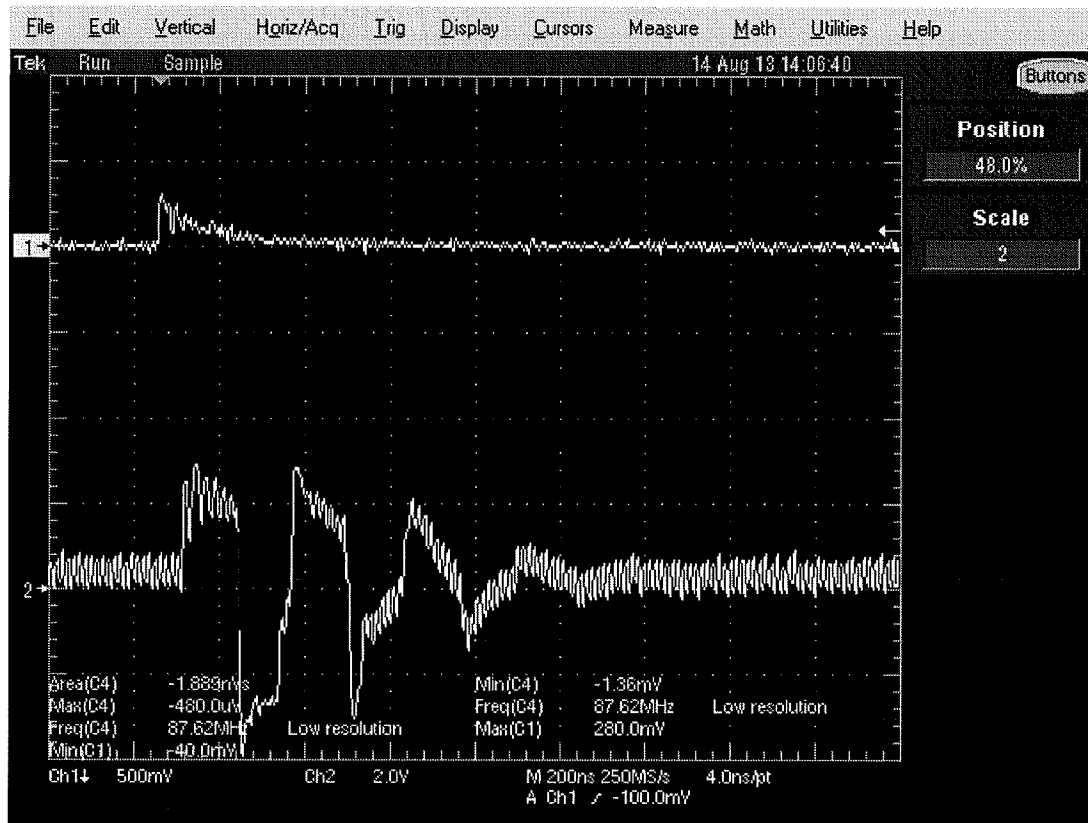 File Edit Vertical Horiz/Acq Trig Display Cursors Measure Math Utilities Help
Tek Run Sample 14 Aug 13 14:06:40
Buttons
Position
48.0%
Scale
2
1
2
Area(C4) -1.889nVs Min(C4) -1.36mV
Max(C4) -480.0uV Freq(C4) 87.62MHz Low resolution
Freq(C4) 87.62MHz Low resolution Max(C1) 280.0mV
Min(C1) -40.0mV
Ch1 500mV Ch2 2.0V M 200ns 250MS/s 4.0ns/pt
A Ch1 -100.0mV